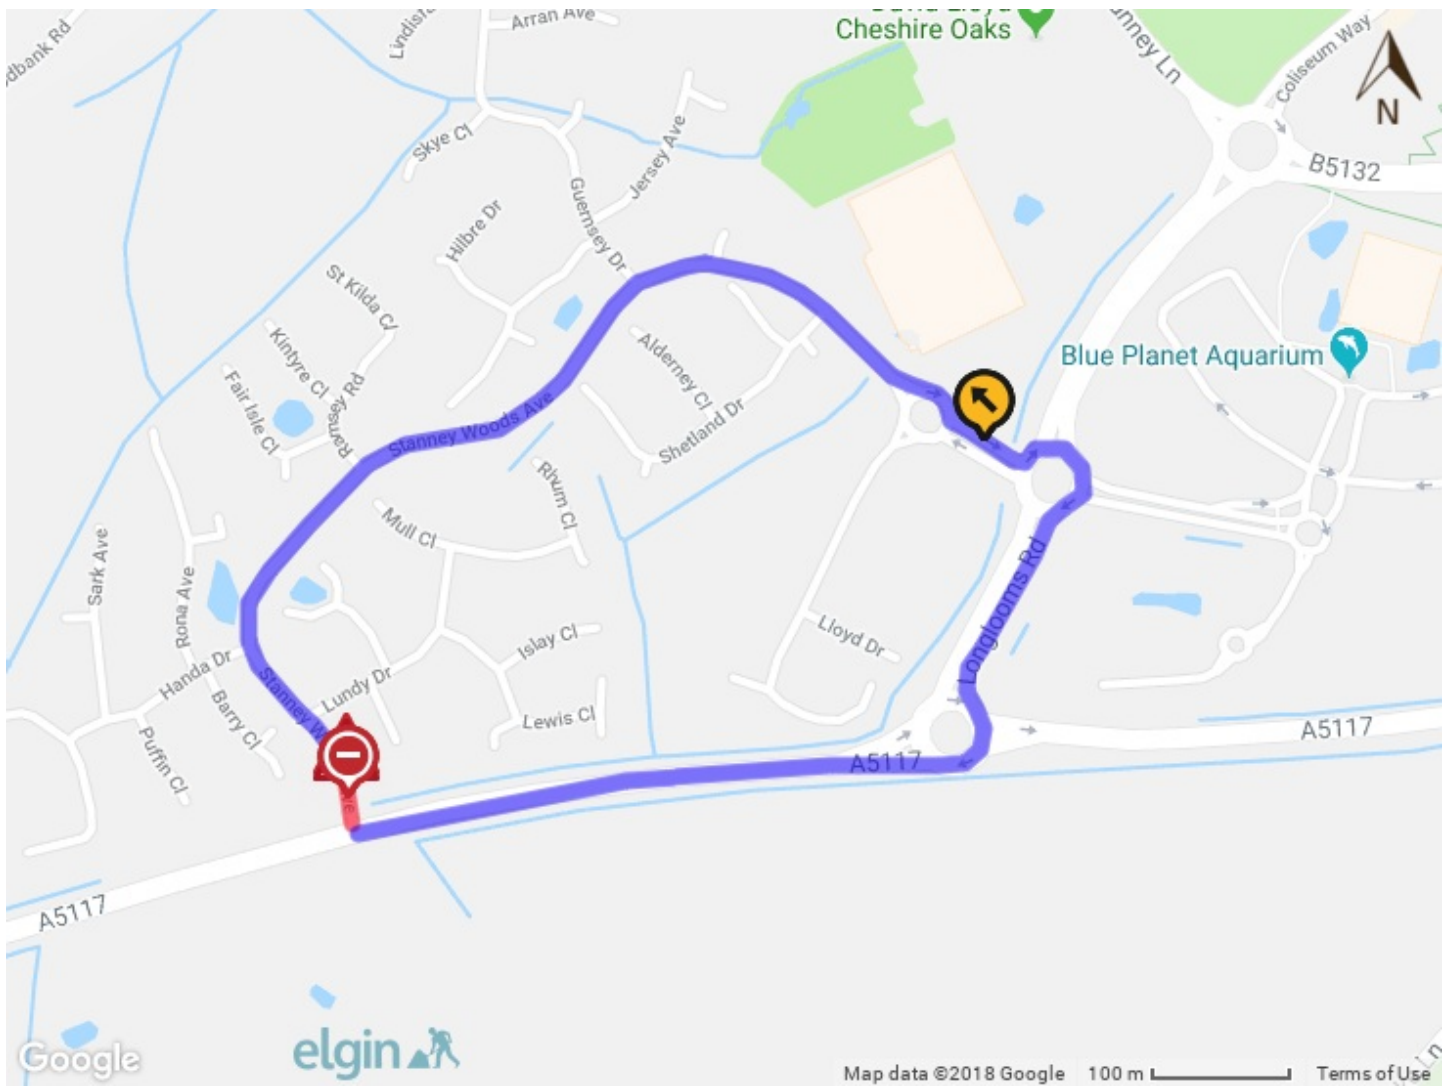 Arran Ave
Cheshire Oaks
Coliseum Way
N
Skye Cl
Jersey Ave
B5132
Guernsey Dr
Hilbre Dr
St Kilda Cl
Kintyre Cl
Alderney Cl
Blue Planet Aquarium
Fair Isle Cl
Ramsey Rd
Stanney Woods Ave
Shetland Dr
Rhum Cl
Mull Cl
Sark Ave
Rona Ave
Longlooms Rd
Lloyd Dr
Islay Cl
Handa Dr
Lundy Dr
Stanney W
Barry Cl
Lewis Cl
Puffin Cl
A5117
A5117
A5117
Google
elgin
Map data ©2018 Google
100 m
Terms of Use